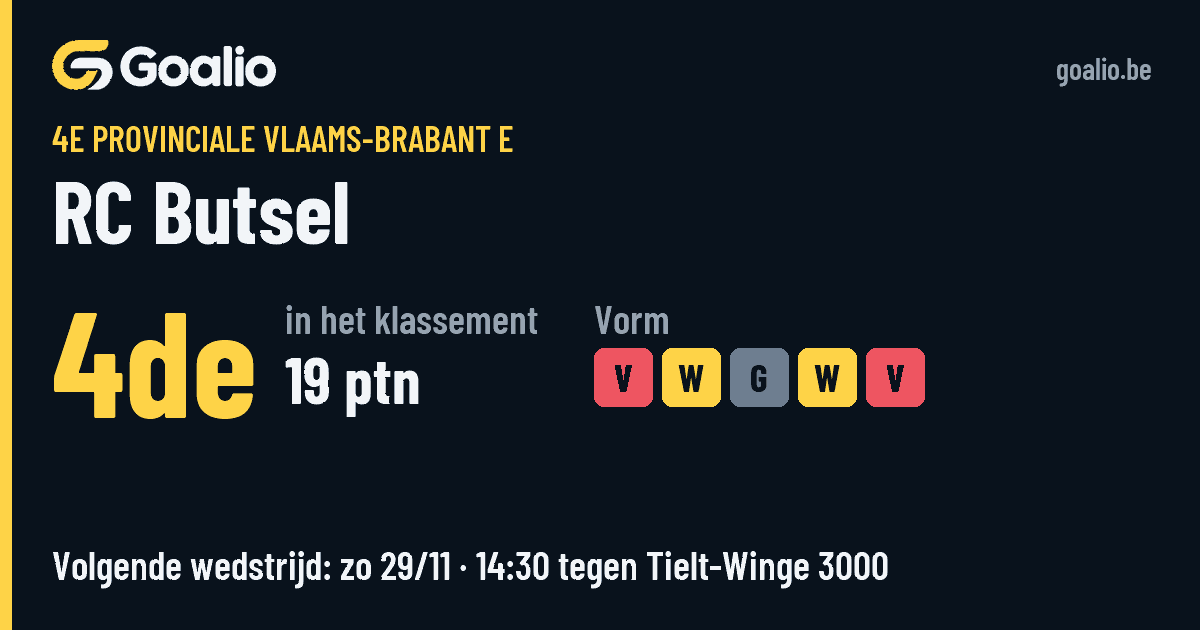 Goalio
goalio.be
4E PROVINCIALE VLAAMS-BRABANT E
RC Butsel
4de
in het klassement
19 ptn
Vorm
V W G W V
Volgende wedstrijd: zo 29/11 · 14:30 tegen Tielt-Winge 3000